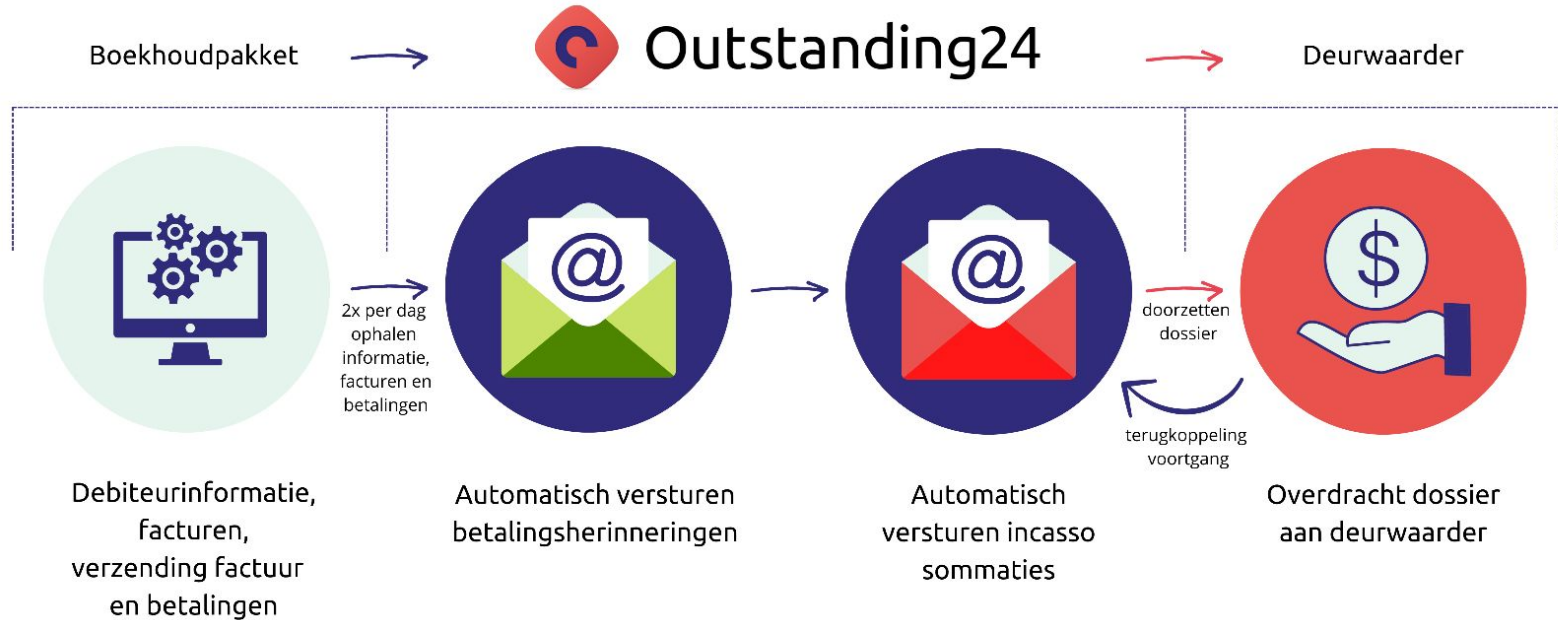 Boekhoudpakket
Outstanding24
Deurwaarder
2x per dag
ophalen
informatie,
facturen en
betalingen
doorzetten
dossier
terugkoppeling
voortgang
Debiteurinformatie,
facturen,
verzending factuur
en betalingen
Automatisch versturen
betalingsherinneringen
Automatisch
versturen incasso
sommaties
Overdracht dossier
aan deurwaarder
@
@
$